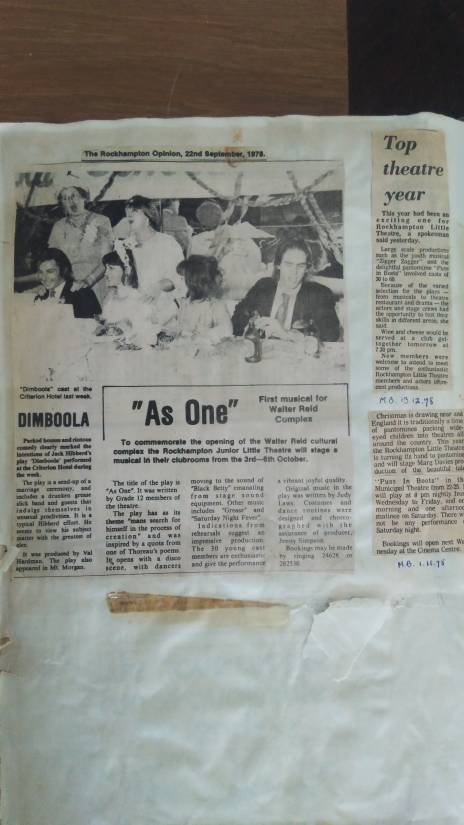 The Rockhampton Opinion, 22nd September, 1978.
"Dimboola" cast at the
Criterion Hotel last week.
DIMBOOLA
Packed houses and riotous
comedy clearly marked the
intentions of Jack Hibberd's
play 'Dimboola' performed
at the Criterion Hotel during
the week.
The play is a send-up of a
marriage ceremony, and
includes a drunken grease
slick band and guests that
indulge themselves in
unusual proclivities. It is a
typical Hibberd effort. He
seems to view his subject
matter with the greatest of
It was produced by Val
Hardman. The play also
appeared in Mt. Morgan.
"As One"
First musical for
Walter Reid
Complex
To commemorate the opening of the Walter Reid cultural
complex the Rockhampton Junior Little Theatre will stage a
musical in their clubrooms from the 3rd—6th October.
The title of the play is
"As One". It was written
by Grade 12 members of
the theatre.
The play has as its
theme "mans search for
himself in the process of
creation" and was
inspired by a quote from
one of Thoreau's poems.
It opens with a disco
scene, with dancers
moving to the sound of
"Black Betty" emanating
from stage sound
equipment. Other music
includes "Grease" and
"Saturday Night Fever".
Indications from
rehearsals suggest an
impressive production.
The 30 young cast
members are enthusiastic
and give the performance
a vibrant joyful quality.
Original music in the
play was written by Judy
Laws. Costumes and
dance routines were
designed and choreo-
graphed with the
assurance of producer,
Jenny Simpson.
Bookings may be made
by ringing 24626 or
282530.
Top
theatre
year
This year had been an
exciting one for
Rockhampton Little
Theatre, a spokesman
said yesterday.
Large scale productions
such as the youth musical
"Zigger Zagger" and the
delightful pantomime "Puss
in Boots" involved casts of
30 to 60.
Because of the varied
selection for the plays —
from musicals to theatre
restaurant and drama — the
actors and stage crews had
the opportunity to test their
skills in different areas, she
said.
Wine and cheese would be
served at a club get-
together tomorrow at
7.30 pm.
New members were
welcome to attend to meet
some of the enthusiastic
Rockhampton Little Theatre
members and actors
past productions.
M.B. 13.12.78
Christmas is drawing near and
England it is traditionally a time
of pantomimes packing wide-
eyed children into theatres all
around the country. This year
the Rockhampton Little Theatre
is turning its hand to pantomime
and will stage Mary Davies pro-
duction of the beautiful tale
"Puss In Boots" in the
Municipal Theatre from
Wednesday to Friday, and
morning and one afternoon
matinee on Saturday. There
not be any performance
Saturday night.
Bookings will open next Wed-
nesday at the Cinema Centre.
M.B. 1.11.78